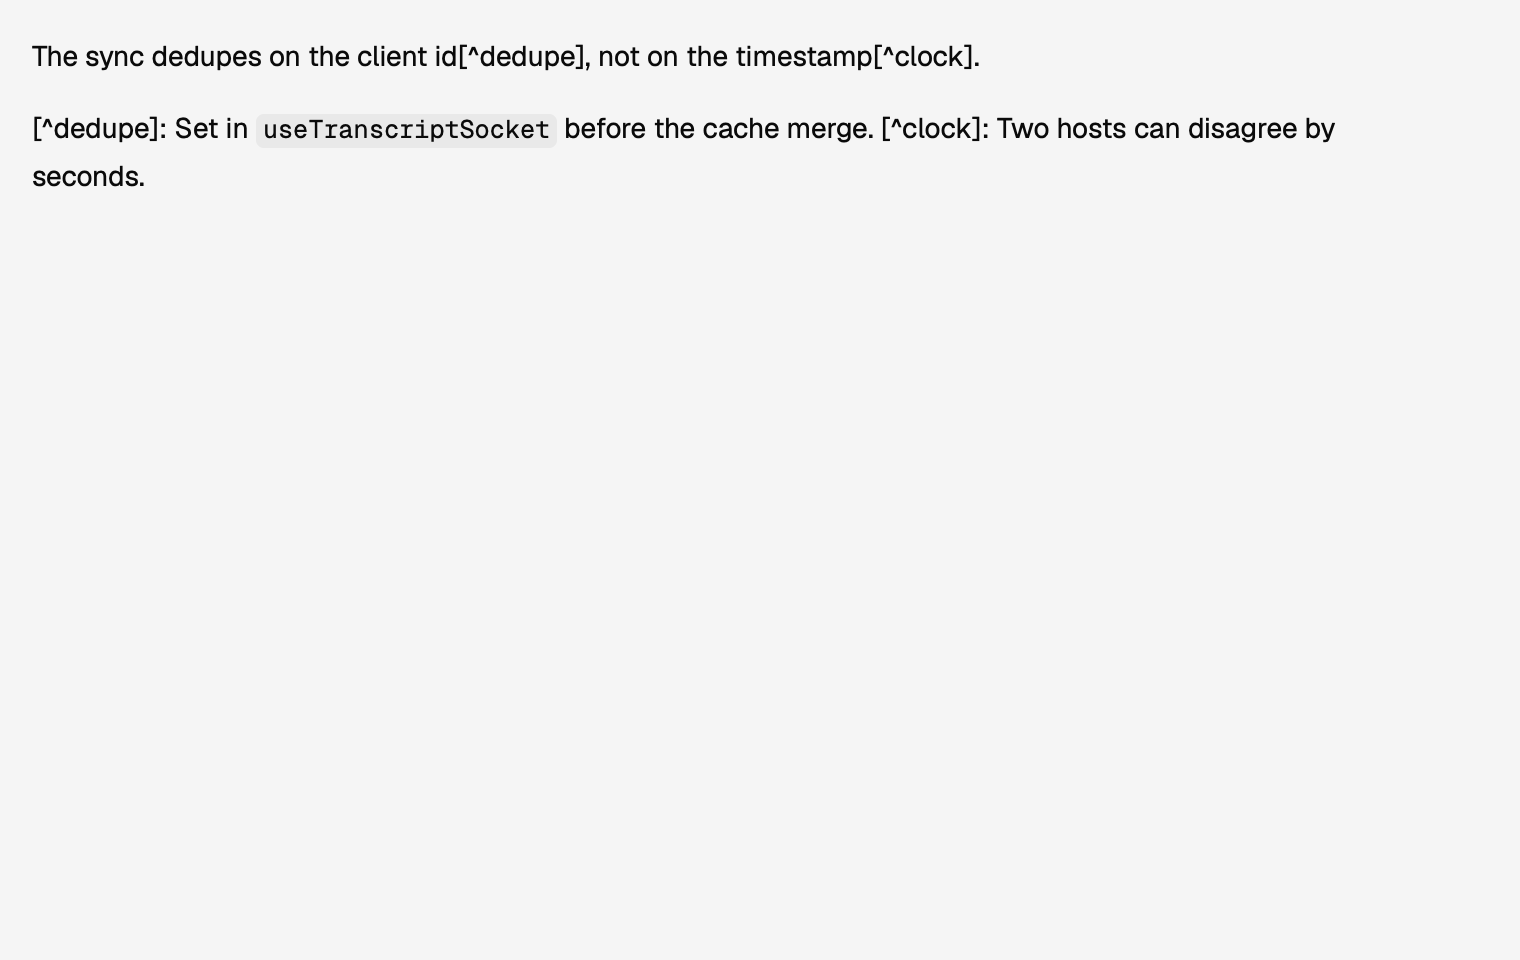 The sync dedupes on the client id[^dedupe], not on the timestamp[^clock].
[^dedupe]: Set in useTranscriptSocket before the cache merge. [^clock]: Two hosts can disagree by
seconds.